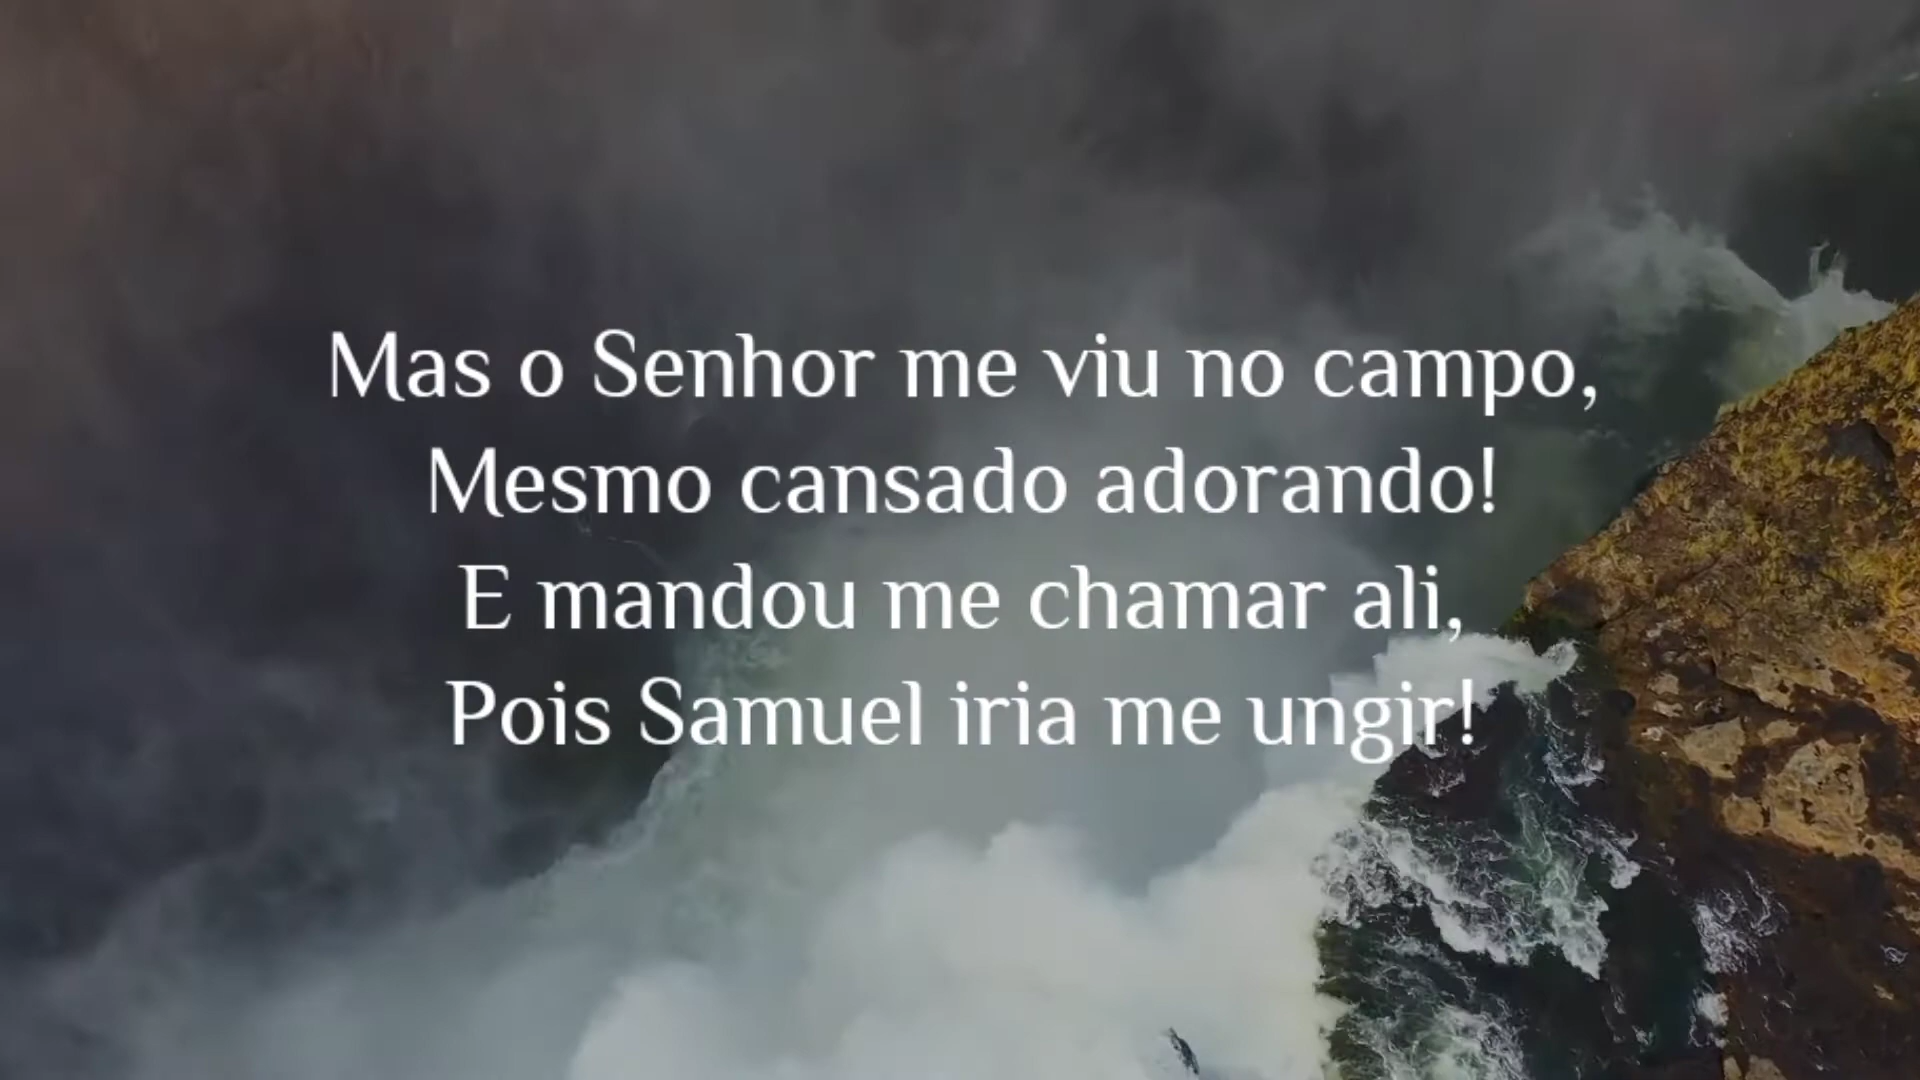 Mas o Senhor me viu no campo,
Mesmo cansado adorando!
E mandou me chamar ali,
Pois Samuel iria me ungir!